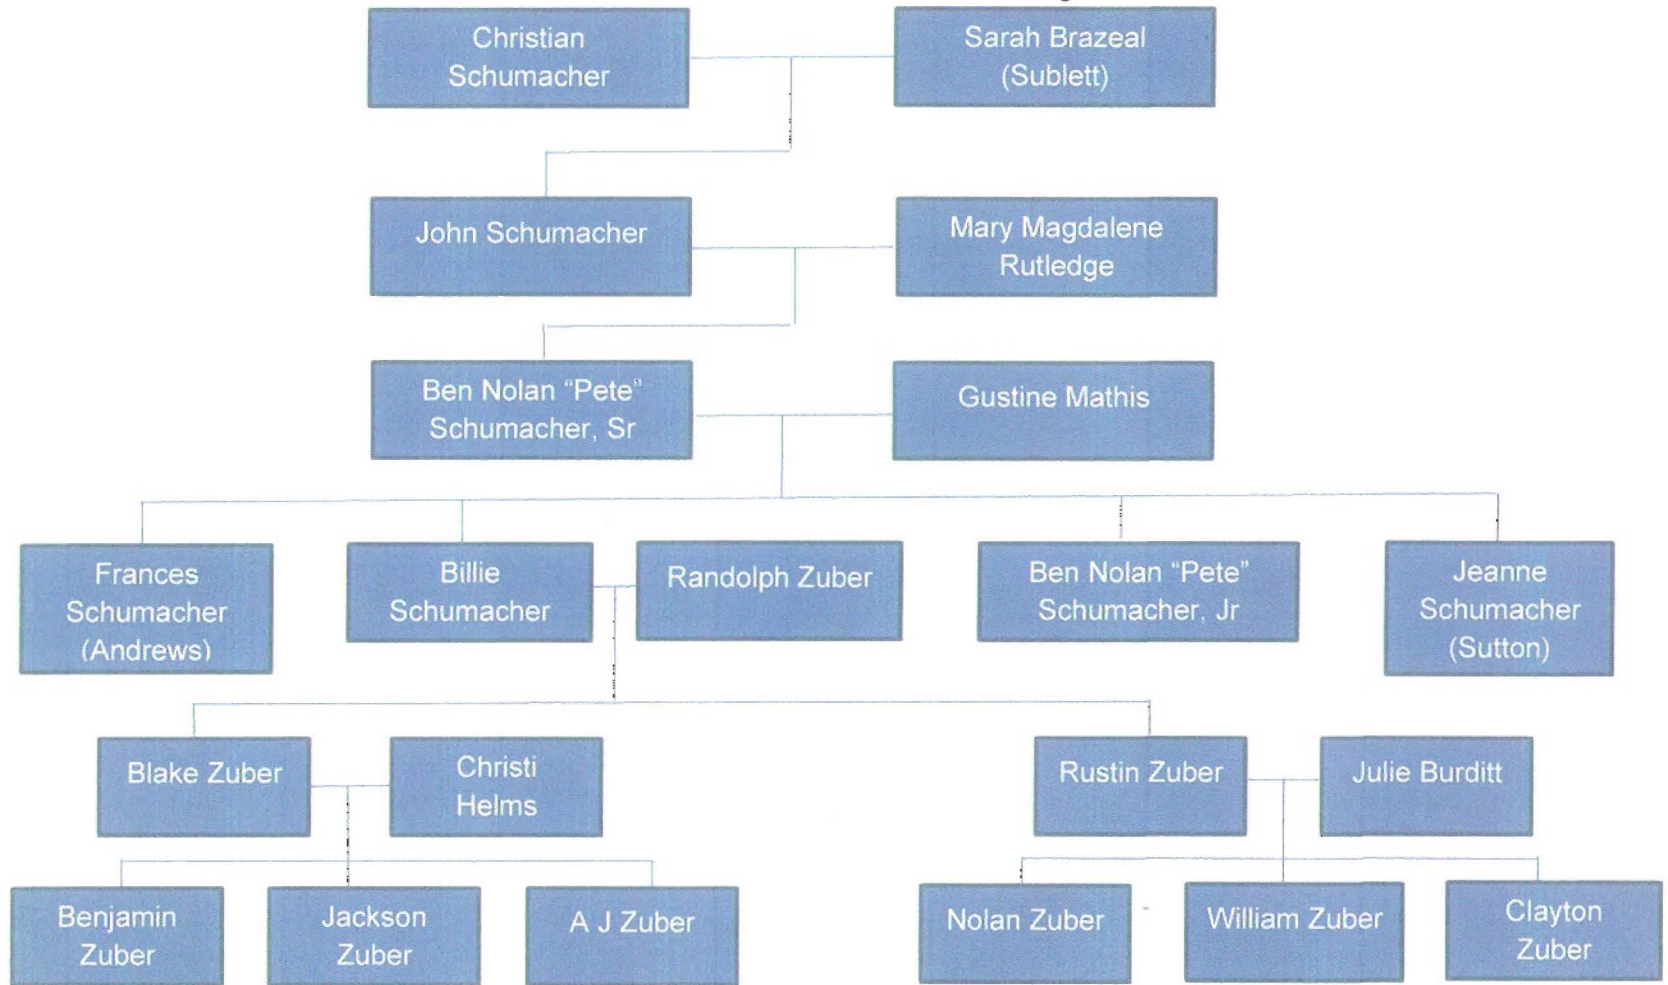 Christian
Schumacher
Sarah Brazeal
(Sublett)
John Schumacher
Mary Magdalene
Rutledge
Ben Nolan “Pete”
Schumacher, Sr
Gustine Mathis
Frances
Schumacher
(Andrews)
Billie
Schumacher
Randolph Zuber
Ben Nolan “Pete”
Schumacher, Jr
Jeanne
Schumacher
(Sutton)
Blake Zuber
Christi
Helms
Rustin Zuber
Julie Burditt
Benjamin
Zuber
Jackson
Zuber
A J Zuber
Nolan Zuber
William Zuber
Clayton
Zuber